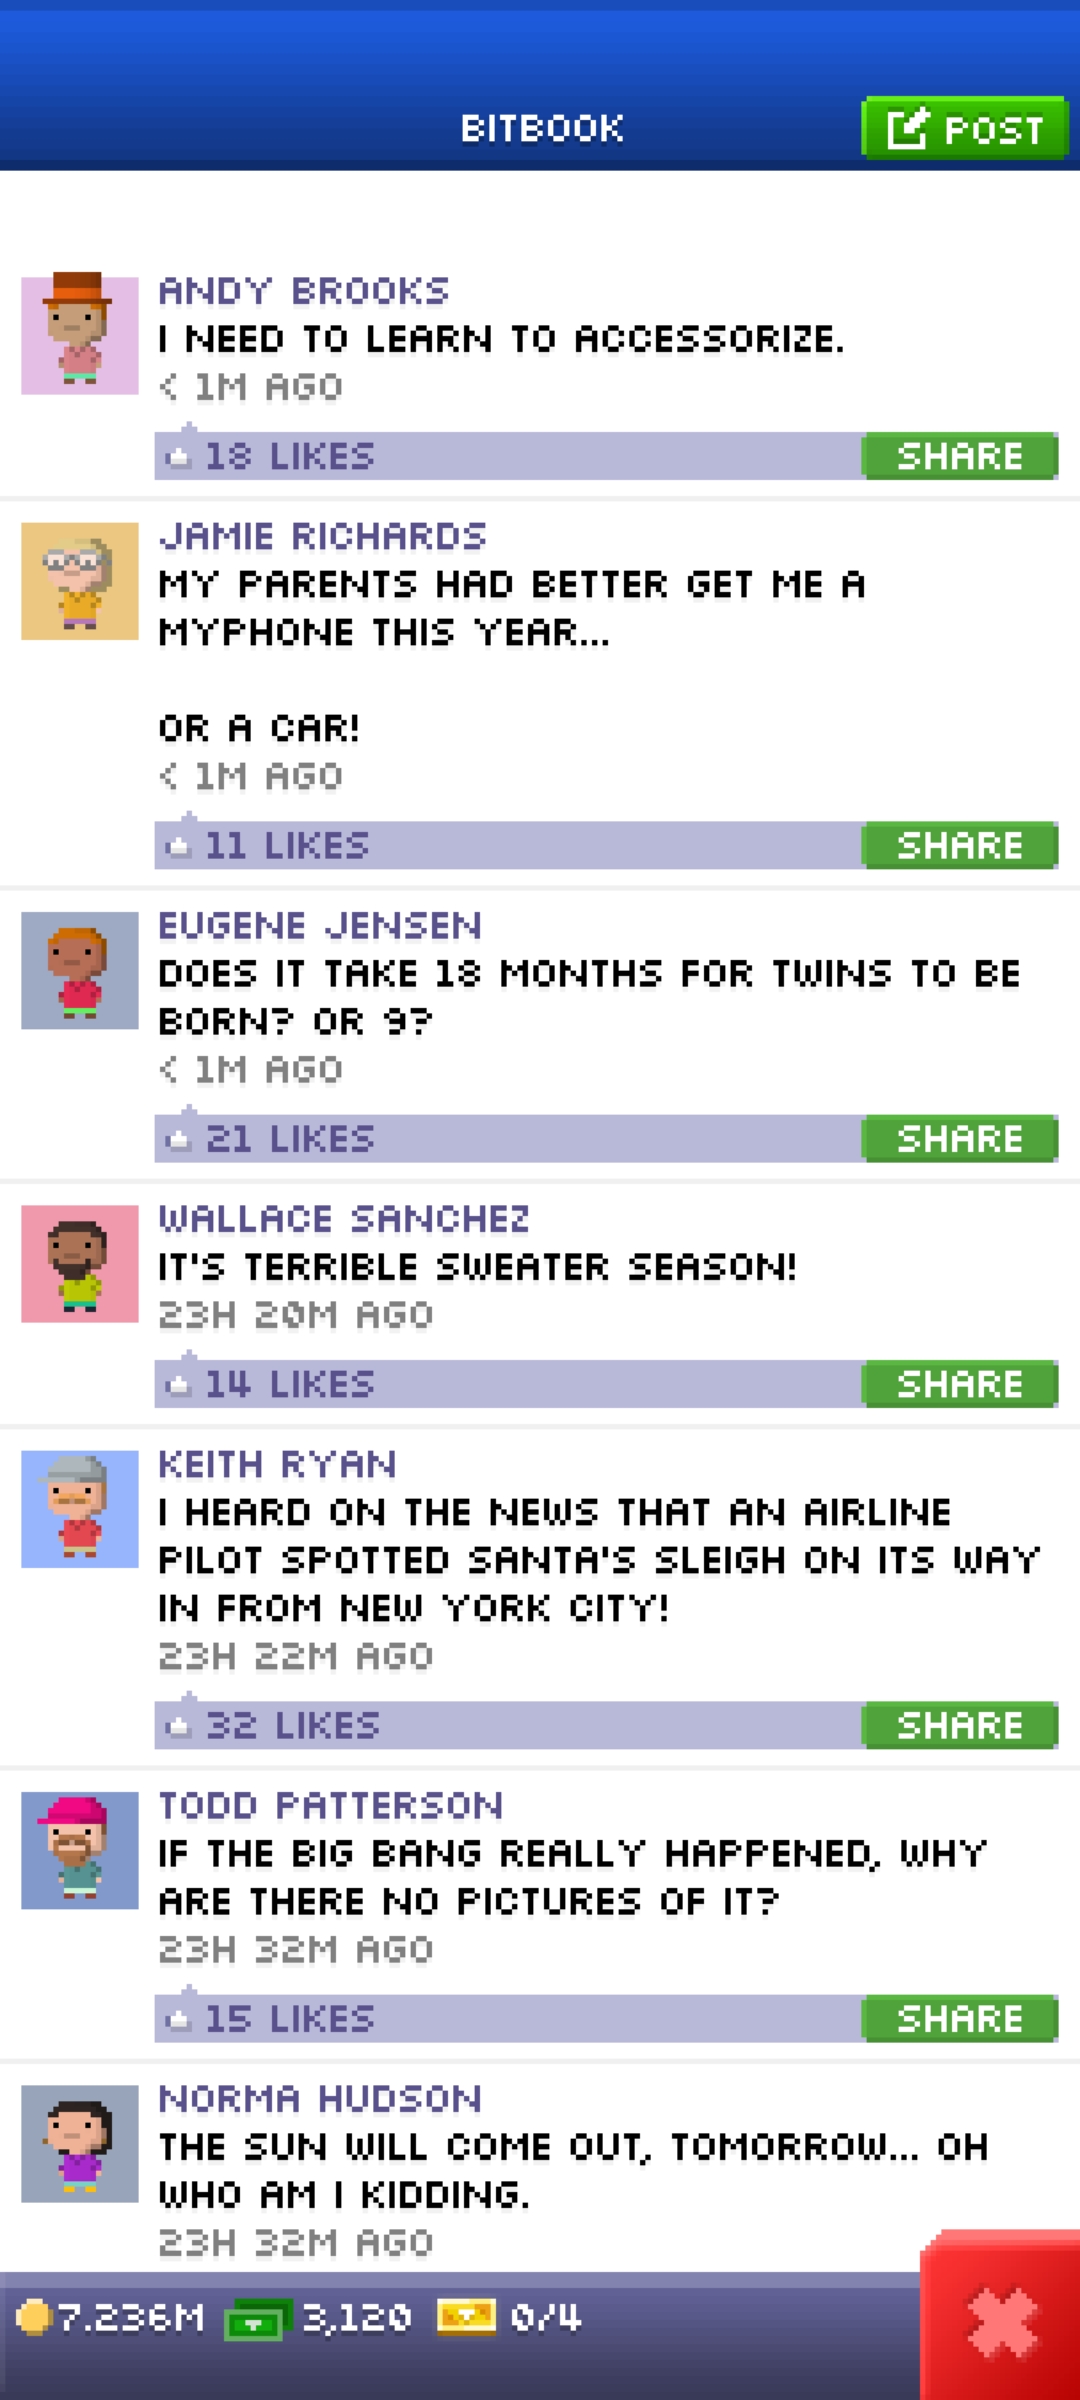 BITBOOK
POST
ANDY BROOKS
I NEED TO LEARN TO ACCESSORIZE.
< 1M AGO
18 LIKES
SHARE
JAMIE RICHARDS
MY PARENTS HAD BETTER GET ME A
MYPHONE THIS YEAR...
OR A CAR!
< 1M AGO
11 LIKES
SHARE
EUGENE JENSEN
DOES IT TAKE 18 MONTHS FOR TWINS TO BE
BORN? OR 9?
< 1M AGO
21 LIKES
SHARE
WALLACE SANCHEZ
IT'S TERRIBLE SWEATER SEASON!
23H 20M AGO
14 LIKES
SHARE
KEITH RYAN
I HEARD ON THE NEWS THAT AN AIRLINE
PILOT SPOTTED SANTA'S SLEIGH ON ITS WAY
IN FROM NEW YORK CITY!
23H 22M AGO
32 LIKES
SHARE
TODD PATTERSON
IF THE BIG BANG REALLY HAPPENED, WHY
ARE THERE NO PICTURES OF IT?
23H 32M AGO
15 LIKES
SHARE
NORMA HUDSON
THE SUN WILL COME OUT, TOMORROW... OH
WHO AM I KIDDING.
23H 32M AGO
7.236M 3,120 0/4